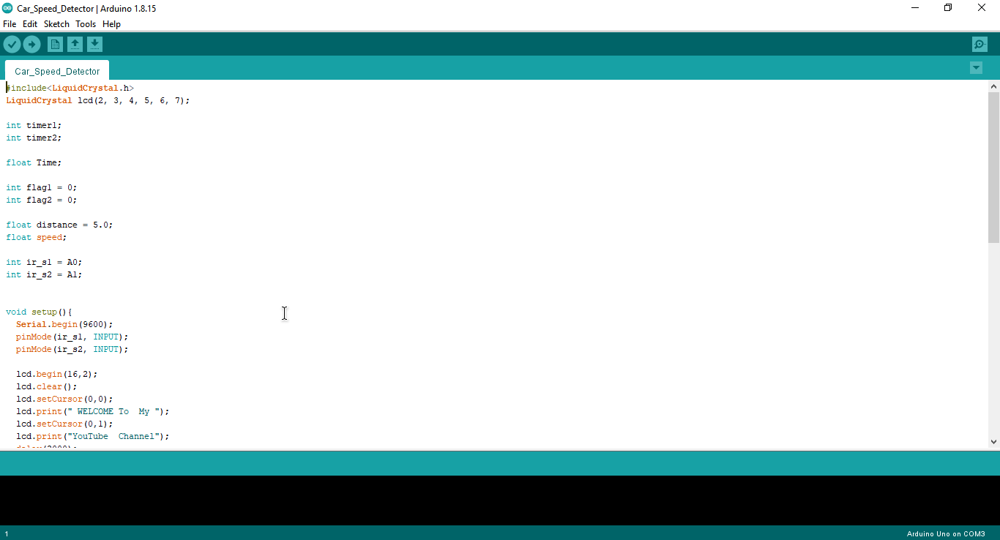 Car_Speed_Detector | Arduino 1.8.15
File Edit Sketch Tools Help
Car_Speed_Detector
#include<LiquidCrystal.h>
LiquidCrystal lcd(2, 3, 4, 5, 6, 7);
int timer1;
int timer2;
float Time;
int flag1 = 0;
int flag2 = 0;
float distance = 5.0;
float speed;
int ir_s1 = A0;
int ir_s2 = A1;
void setup(){
  Serial.begin(9600);
  pinMode(ir_s1, INPUT);
  pinMode(ir_s2, INPUT);
  lcd.begin(16,2);
  lcd.clear();
  lcd.setCursor(0,0);
  lcd.print(" WELCOME To  My ");
  lcd.setCursor(0,1);
  lcd.print("YouTube  Channel");
1
Arduino Uno on COM3